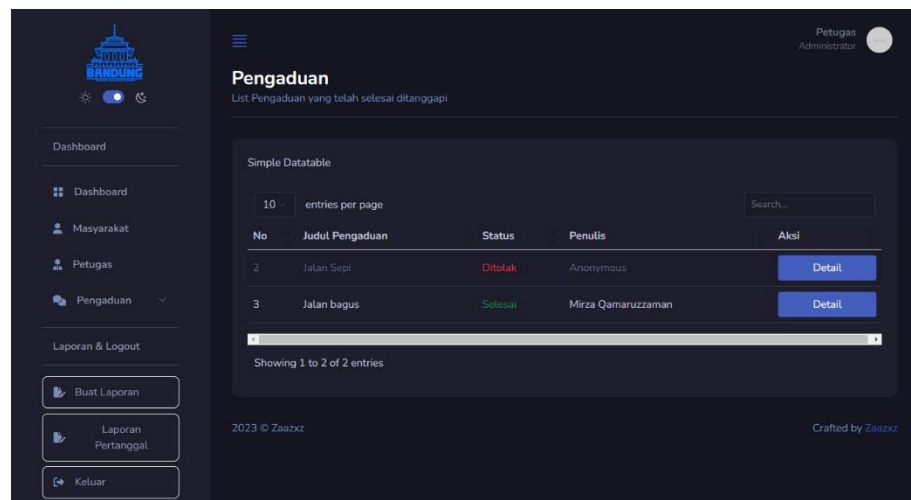 BANDUNG
Dashboard
Dashboard
Masyarakat
Petugas
Pengaduan
Laporan & Logout
Buat Laporan
Laporan
Pertanggal
Keluar
Petugas
Administrator
Pengaduan
List Pengaduan yang telah selesai ditanggapi
Simple Datatable
10 entries per page
Search...
No Judul Pengaduan Status Penulis Aksi
2 Jalan Sepi Ditolak Anonymous Detail
3 Jalan bagus Selesai Mirza Qamaruzzaman Detail
Showing 1 to 2 of 2 entries
2023 © Zaazxz
Crafted by Zaazxz